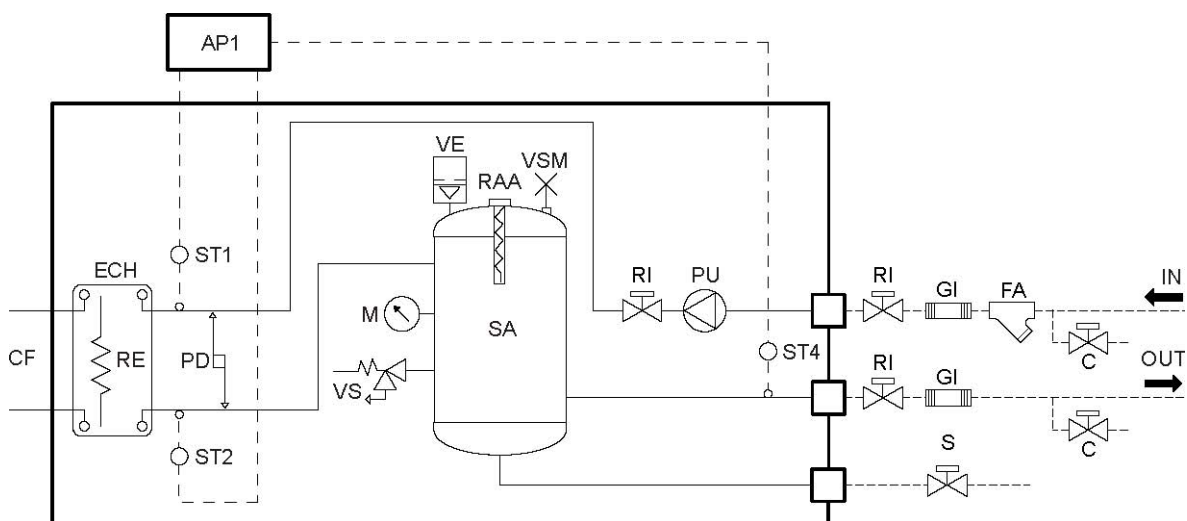 AP1
VE
VSM
RAA
ST1
ECH
RI
PU
RI
GI
FA
IN
M
SA
CF
RE
PD
ST4
C
RI
GI
OUT
VS
C
ST2
S